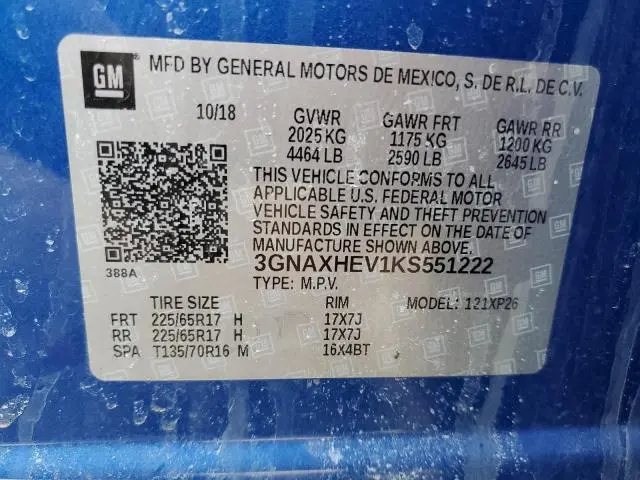 GM
MFD BY GENERAL MOTORS DE MEXICO, S. DE R.L. DE C.V.
10/18 GVWR GAWR FRT GAWR RR
2025 KG 1175 KG 1200 KG
4464 LB 2590 LB 2645 LB
THIS VEHICLE CONFORMS TO ALL
APPLICABLE U.S. FEDERAL MOTOR
VEHICLE SAFETY AND THEFT PREVENTION
STANDARDS IN EFFECT ON THE DATE OF
MANUFACTURE SHOWN ABOVE.
3GNAXHEV1KS551222
388A
TYPE: M.P.V.
TIRE SIZE RIM MODEL: 121XP26
FRT 225/65R17 H 17X7J
RR 225/65R17 H 17X7J
SPA T135/70R16 M 16X4BT